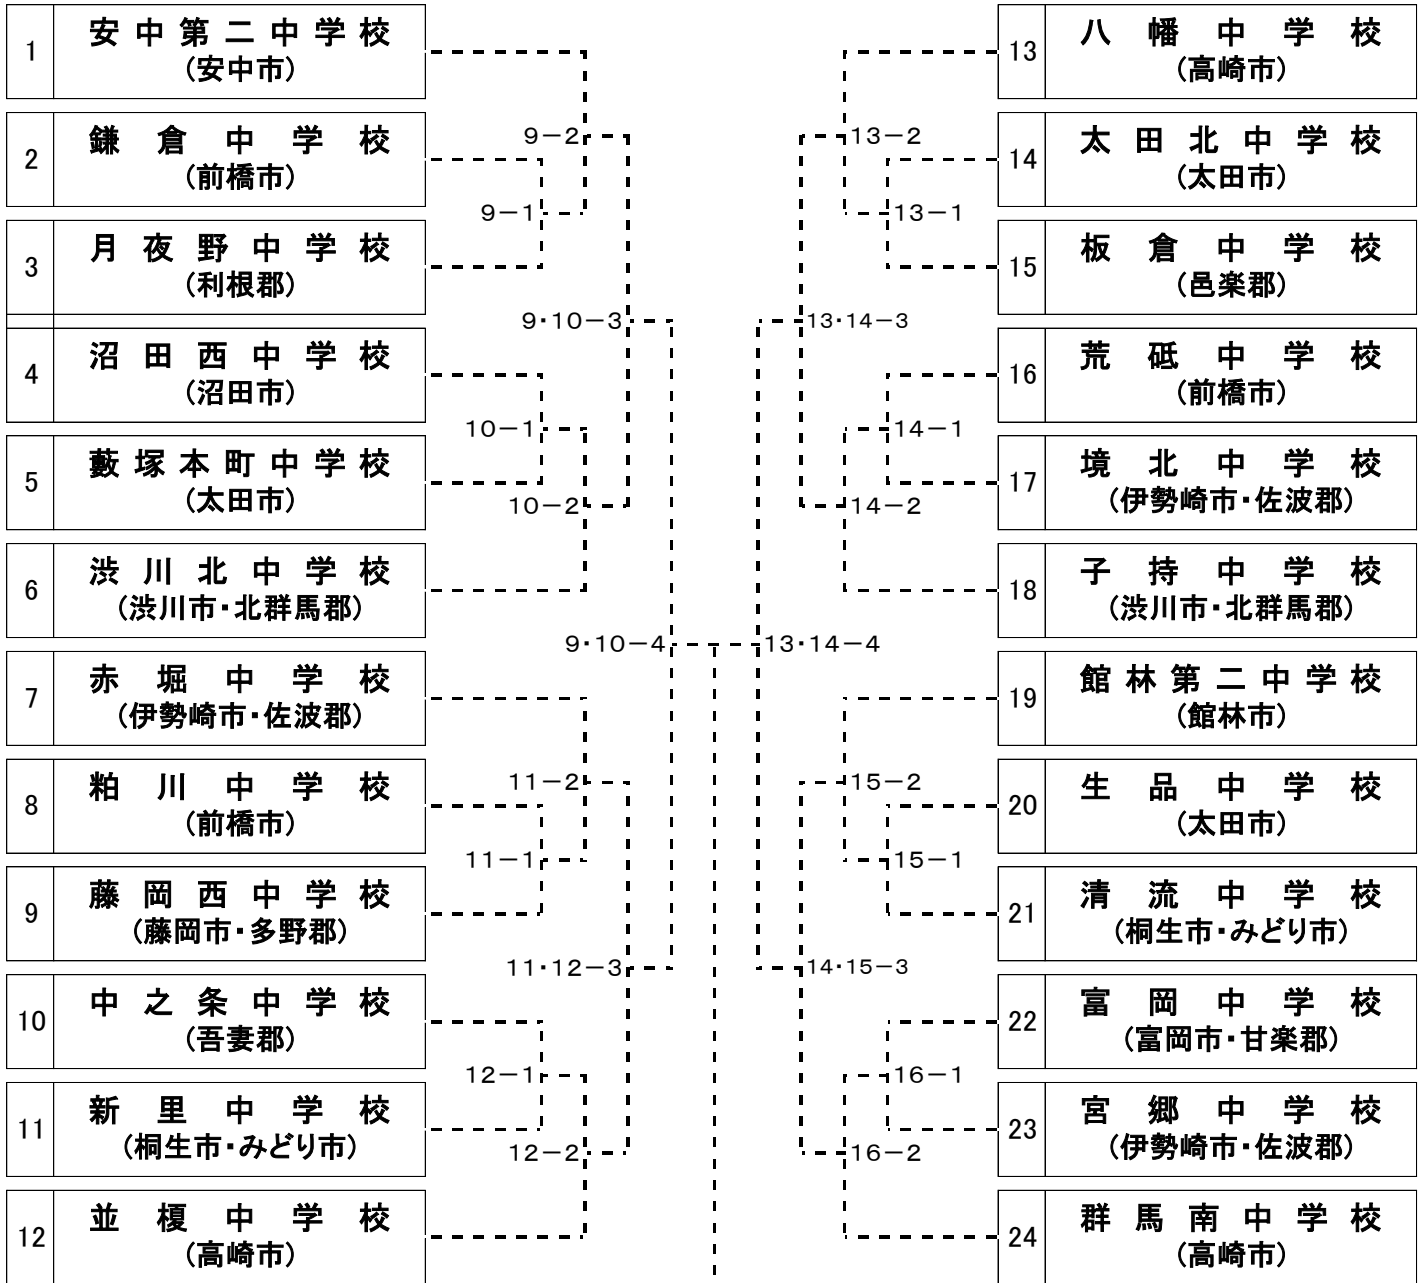 1
安中第二中学校
(安中市)
2
鎌倉中学校
(前橋市)
3
月夜野中学校
(利根郡)
4
沼田西中学校
(沼田市)
5
藪塚本町中学校
(太田市)
6
渋川北中学校
(渋川市・北群馬郡)
7
赤堀中学校
(伊勢崎市・佐波郡)
8
粕川中学校
(前橋市)
9
藤岡西中学校
(藤岡市・多野郡)
10
中之条中学校
(吾妻郡)
11
新里中学校
(桐生市・みどり市)
12
並榎中学校
(高崎市)
9−2
9−1
9・10−3
10−1
10−2
9・10−4
11−2
11−1
11・12−3
12−1
12−2
13−2
13−1
13・14−3
14−1
14−2
13・14−4
15−2
15−1
14・15−3
16−1
16−2
13
八幡中学校
(高崎市)
14
太田北中学校
(太田市)
15
板倉中学校
(邑楽郡)
16
荒砥中学校
(前橋市)
17
境北中学校
(伊勢崎市・佐波郡)
18
子持中学校
(渋川市・北群馬郡)
19
館林第二中学校
(館林市)
20
生品中学校
(太田市)
21
清流中学校
(桐生市・みどり市)
22
富岡中学校
(富岡市・甘楽郡)
23
宮郷中学校
(伊勢崎市・佐波郡)
24
群馬南中学校
(高崎市)